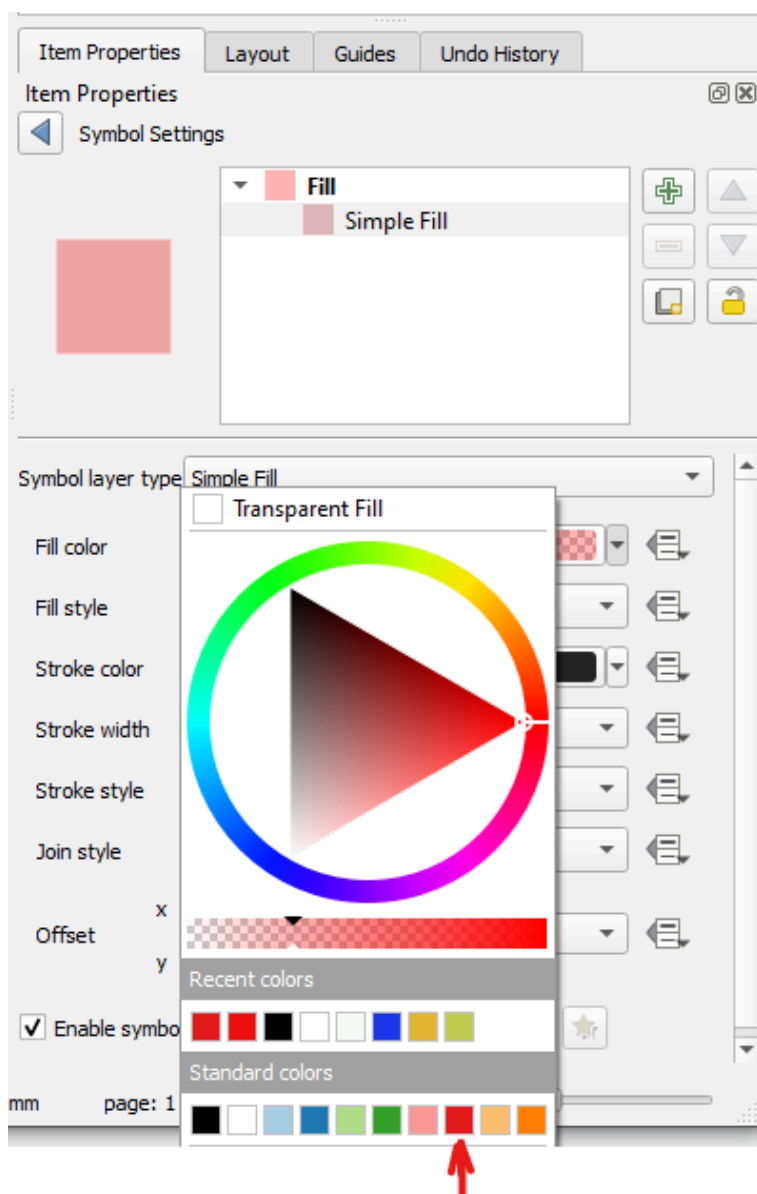 Item Properties Layout Guides Undo History
Item Properties
Symbol Settings
Fill
Simple Fill
Symbol layer type Simple Fill
Transparent Fill
Fill color
Fill style
Stroke color
Stroke width
Stroke style
Join style
x
Offset
y
Recent colors
Enable symbo
Standard colors
mm page: 1